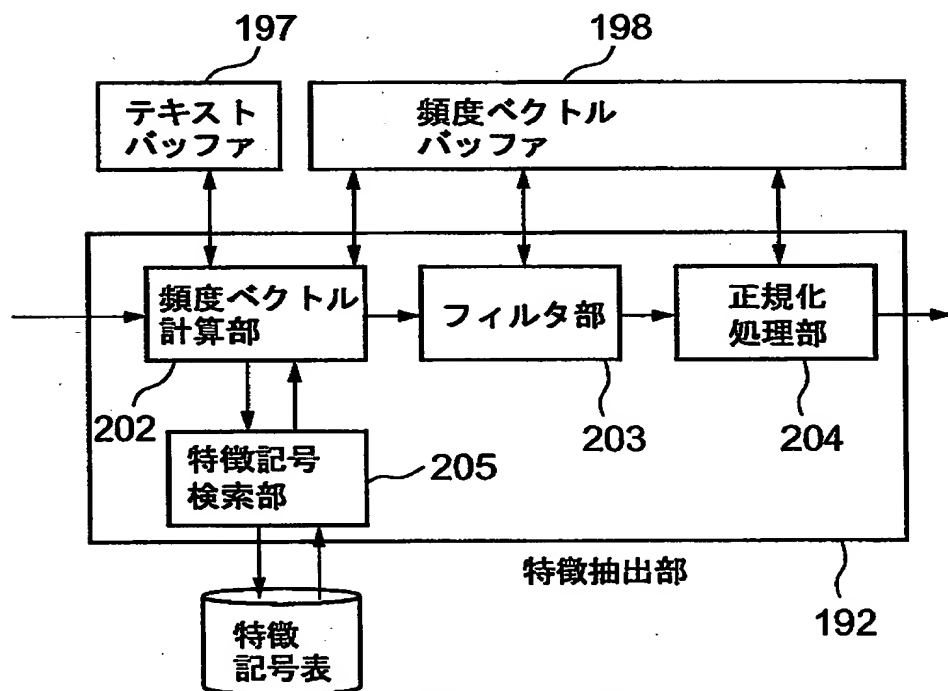 197
198
テキスト
バッファ
頻度ベクトル
バッファ
頻度ベクトル
計算部
フィルタ部
正規化
処理部
202
203
204
特徴記号
検索部
205
特徴抽出部
192
特徴
記号表